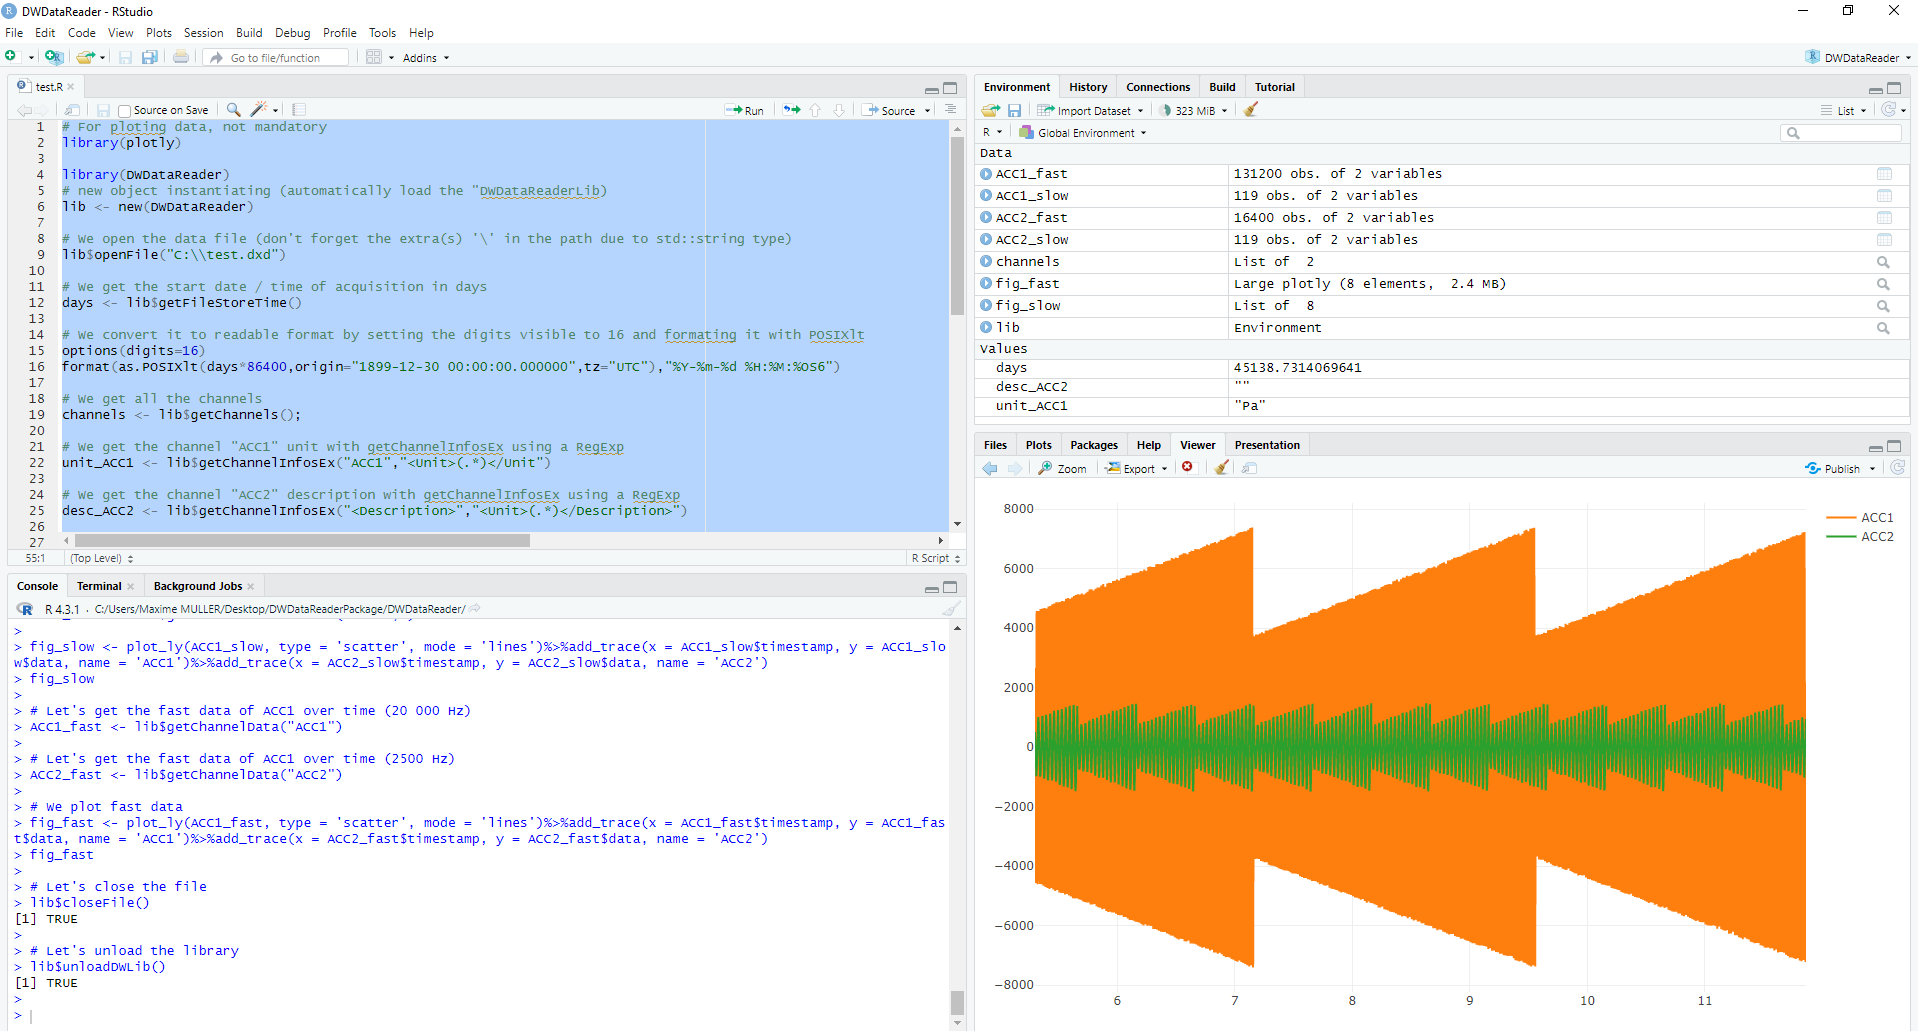 DWDataReader - RStudio
File Edit Code View Plots Session Build Debug Profile Tools Help
Go to file/function Addins DWDataReader
test.R
Source on Save Run Source
1 # For ploting data, not mandatory
2 library(plotly)
3
4 library(DWDataReader)
5 # new object instantiating (automatically load the "DWDataReaderLib)
6 lib <- new(DWDataReader)
7
8 # We open the data file (don't forget the extra(s) '\' in the path due to std::string type)
9 lib$openFile("C:\\test.dxd")
10
11 # We get the start date / time of acquisition in days
12 days <- lib$getFileStoreTime()
13
14 # We convert it to readable format by setting the digits visible to 16 and formating it with POSIXlt
15 options(digits=16)
16 format(as.POSIXlt(days*86400,origin="1899-12-30 00:00:00.000000",tz="UTC"),"%Y-%m-%d %H:%M:%OS6")
17
18 # We get all the channels
19 channels <- lib$getChannels();
20
21 # We get the channel "ACC1" unit with getChannelInfosEx using a RegExp
22 unit_ACC1 <- lib$getChannelInfosEx("ACC1","<Unit>(.*)</Unit")
23
24 # We get the channel "ACC2" description with getChannelInfosEx using a RegExp
25 desc_ACC2 <- lib$getChannelInfosEx("<Description>","<Unit>(.*)</Description>")
26
27
55:1 (Top Level) R Script
Console Terminal Background Jobs
R 4.3.1 · C:/Users/Maxime MULLER/Desktop/DWDataReaderPackage/DWDataReader/
>
> fig_slow <- plot_ly(ACC1_slow, type = 'scatter', mode = 'lines')%>%add_trace(x = ACC1_slow$timestamp, y = ACC1_slo
w$data, name = 'ACC1')%>%add_trace(x = ACC2_slow$timestamp, y = ACC2_slow$data, name = 'ACC2')
> fig_slow
>
> # Let's get the fast data of ACC1 over time (20 000 Hz)
> ACC1_fast <- lib$getChannelData("ACC1")
>
> # Let's get the fast data of ACC1 over time (2500 Hz)
> ACC2_fast <- lib$getChannelData("ACC2")
>
> # We plot fast data
> fig_fast <- plot_ly(ACC1_fast, type = 'scatter', mode = 'lines')%>%add_trace(x = ACC1_fast$timestamp, y = ACC1_fas
t$data, name = 'ACC1')%>%add_trace(x = ACC2_fast$timestamp, y = ACC2_fast$data, name = 'ACC2')
> fig_fast
>
> # Let's close the file
> lib$closeFile()
[1] TRUE
>
> # Let's unload the library
> lib$unloadDWLib()
[1] TRUE
>
>
Environment History Connections Build Tutorial
Import Dataset 323 MiB List
R Global Environment
Data
ACC1_fast 131200 obs. of 2 variables
ACC1_slow 119 obs. of 2 variables
ACC2_fast 16400 obs. of 2 variables
ACC2_slow 119 obs. of 2 variables
channels List of 2
fig_fast Large plotly (8 elements, 2.4 MB)
fig_slow List of 8
lib Environment
Values
days 45138.7314069641
desc_ACC2 ""
unit_ACC1 "Pa"
Files Plots Packages Help Viewer Presentation
Zoom Export Publish
8000
6000
4000
2000
0
−2000
−4000
−6000
−8000
6 7 8 9 10 11
ACC1
ACC2